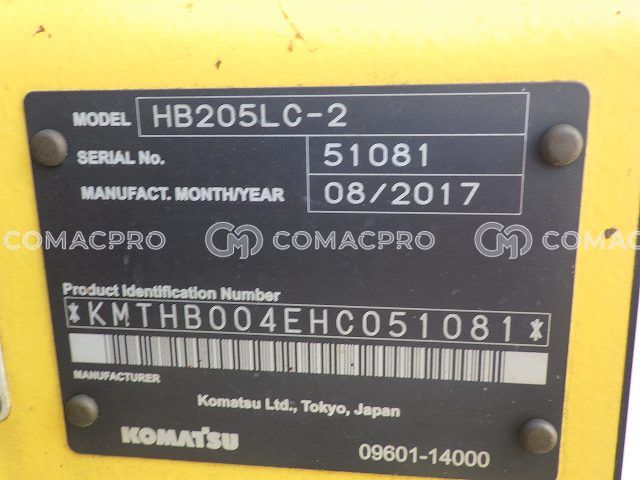 MODEL HB205LC-2
SERIAL No. 51081
MANUFACT. MONTH/YEAR 08/2017
COMACPRO COMACPRO COMACPRO
Product Identification Number
*KMTHB004EHC051081*
MANUFACTURER
Komatsu Ltd., Tokyo, Japan
KOMATSU 09601-14000